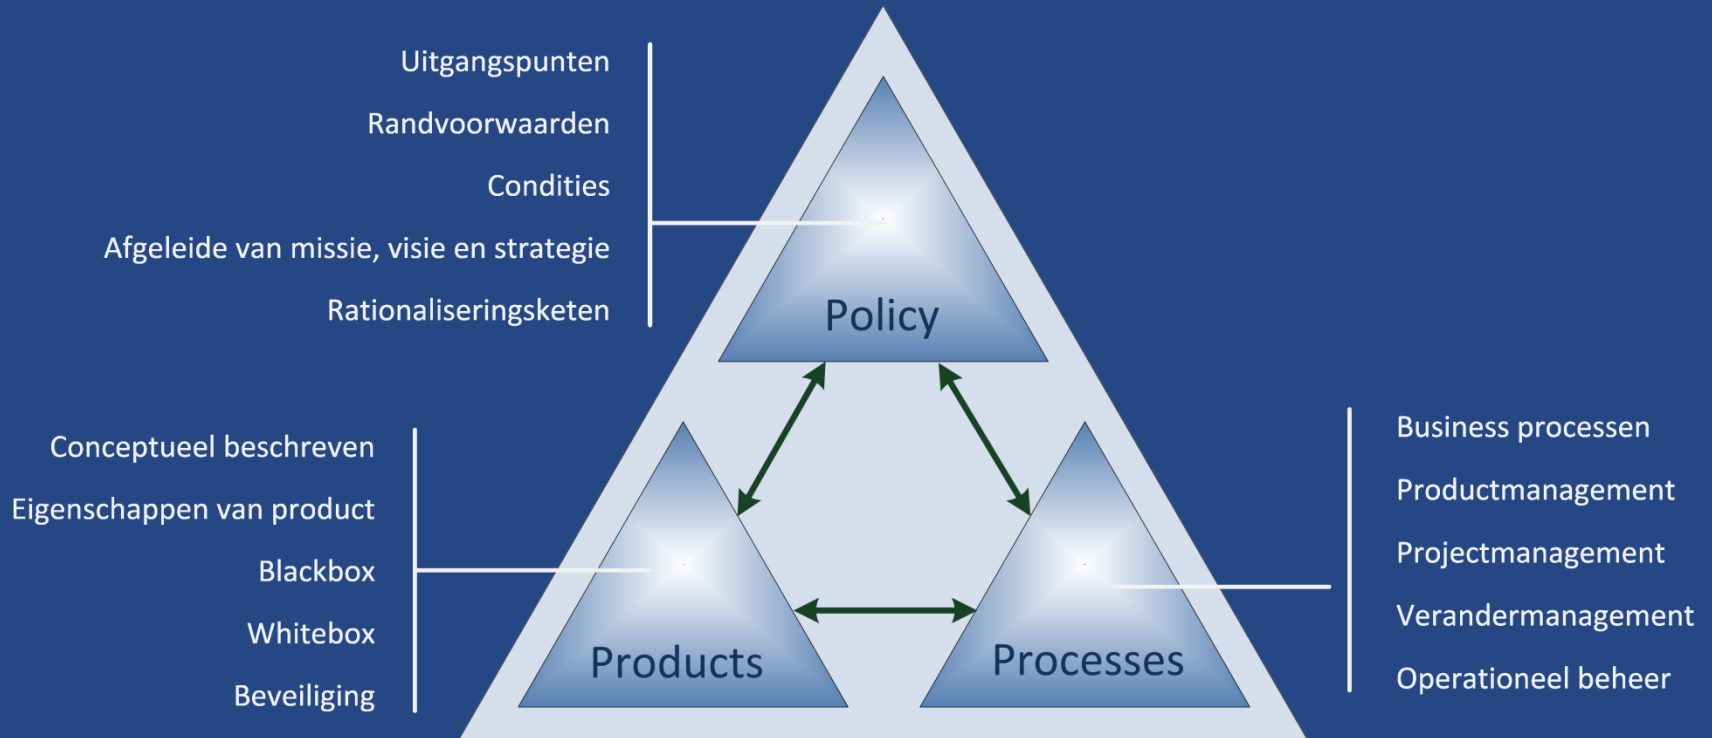 Uitgangspunten
Randvoorwaarden
Condities
Afgeleide van missie, visie en strategie
Rationaliseringsketen
Policy
Conceptueel beschreven
Eigenschappen van product
Blackbox
Whitebox
Beveiliging
Products
Processes
Business processen
Productmanagement
Projectmanagement
Verandermanagement
Operationeel beheer